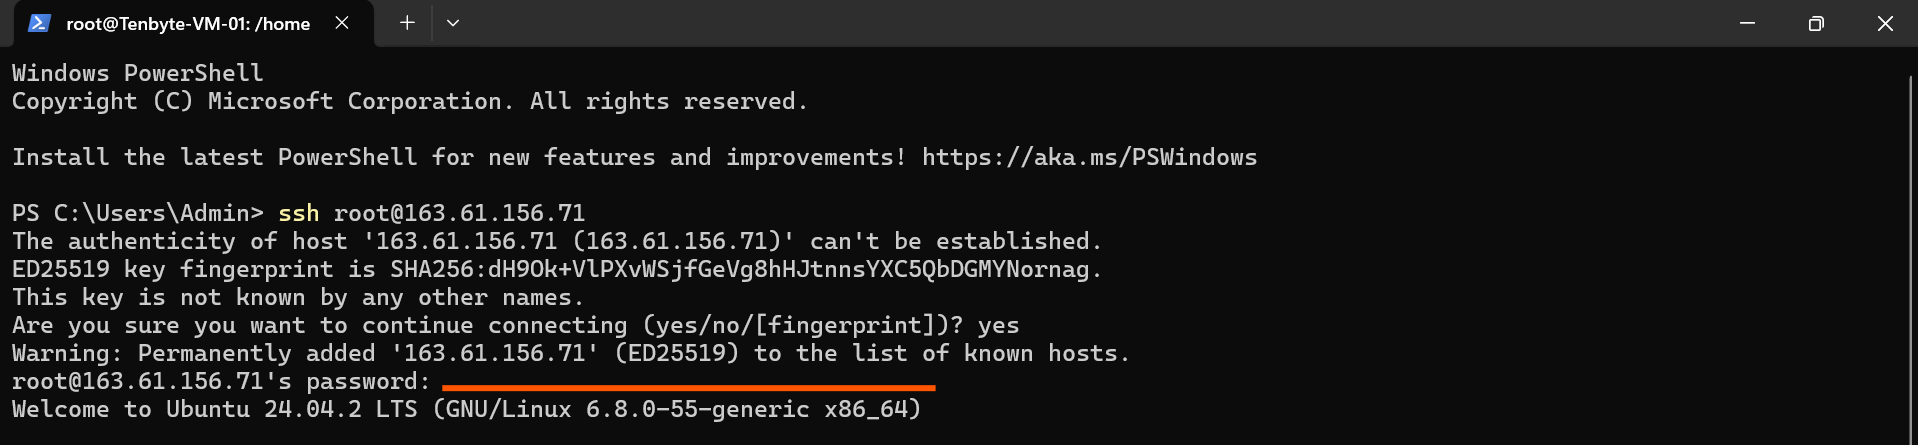 root@Tenbyte-VM-01: /home
Windows PowerShell
Copyright (C) Microsoft Corporation. All rights reserved.
Install the latest PowerShell for new features and improvements! https://aka.ms/PSWindows
PS C:\Users\Admin> ssh root@163.61.156.71
The authenticity of host '163.61.156.71 (163.61.156.71)' can't be established.
ED25519 key fingerprint is SHA256:dH9Ok+VlPXvWSjfGeVg8hHJtnnsYXC5QbDGMYNornag.
This key is not known by any other names.
Are you sure you want to continue connecting (yes/no/[fingerprint])? yes
Warning: Permanently added '163.61.156.71' (ED25519) to the list of known hosts.
root@163.61.156.71's password:
Welcome to Ubuntu 24.04.2 LTS (GNU/Linux 6.8.0-55-generic x86_64)